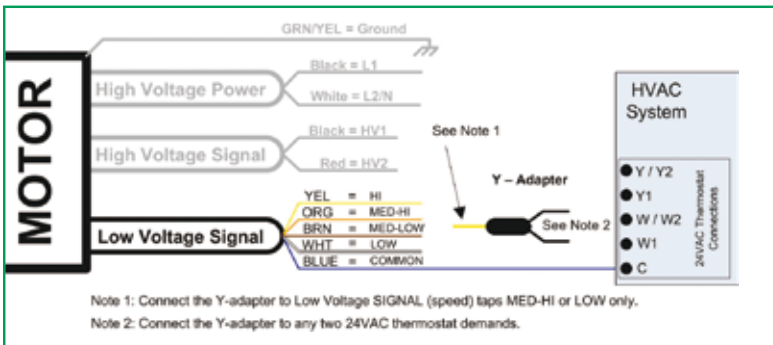 GRN/YEL = Ground
MOTOR
High Voltage Power
Black = L1
White = L2/N
High Voltage Signal
Black = HV1
Red = HV2
Low Voltage Signal
YEL = HI
ORG = MED-HI
BRN = MED-LOW
WHT = LOW
BLUE = COMMON
See Note 1
Y – Adapter
See Note 2
HVAC
System
Y / Y2
Y1
W / W2
W1
C
24VAC Thermostat
Connections
Note 1: Connect the Y-adapter to Low Voltage SIGNAL (speed) taps MED-HI or LOW only.
Note 2: Connect the Y-adapter to any two 24VAC thermostat demands.